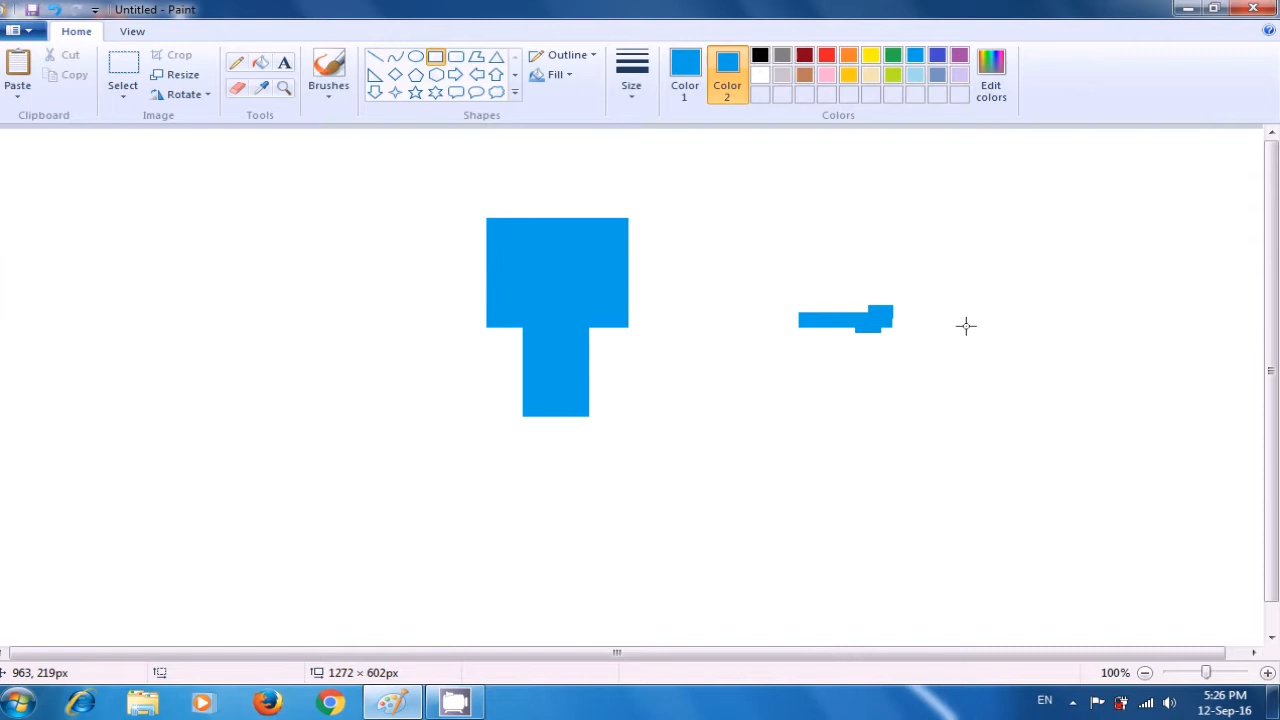 Untitled - Paint
Home View
Paste
Cut
Copy
Clipboard
Select
Crop
Resize
Rotate
Image
Tools
Brushes
Outline
Fill
Shapes
Size
Color 1
Color 2
Edit colors
Colors
963, 219px
1272 × 602px
100%
EN
5:26 PM
12-Sep-16